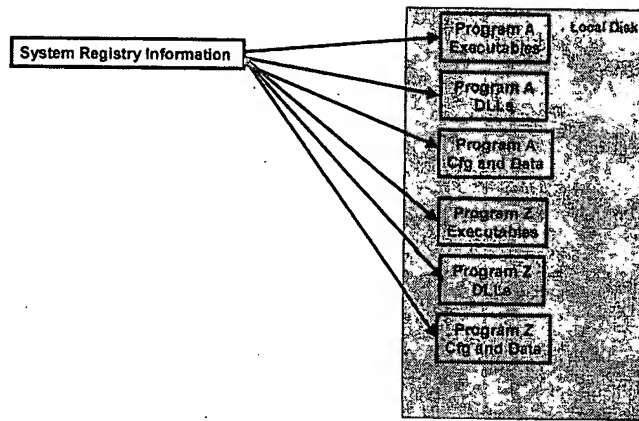 System Registry Information
Local Disk
Program A
Executables
Program A
DLLs
Program A
Cfg and Data
Program Z
Executables
Program Z
DLLs
Program Z
Cfg and Data